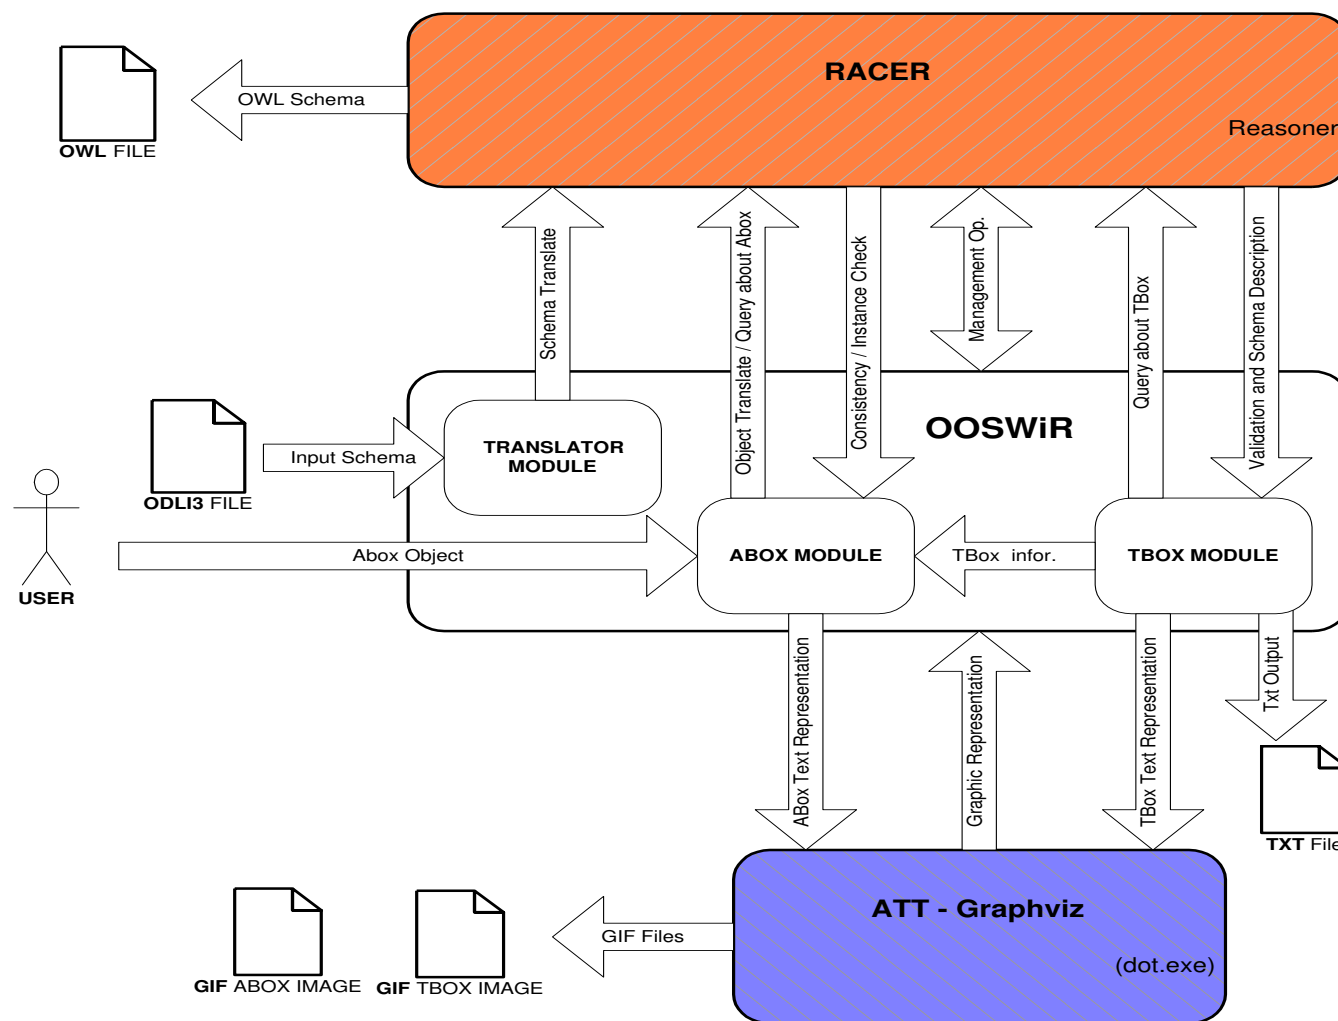 RACER
Reasoner
OWL Schema
OWL FILE
Schema Translate
Object Translate / Query about Abox
Consistency / Instance Check
Management Op.
Query about TBox
Validation and Schema Description
OOSWiR
TRANSLATOR
MODULE
Input Schema
ODLI3 FILE
USER
Abox Object
ABOX MODULE
TBox infor.
TBOX MODULE
ABox Text Representation
Graphic Representation
TBox Text Representation
Txt Output
TXT File
ATT - Graphviz
(dot.exe)
GIF Files
GIF ABOX IMAGE
GIF TBOX IMAGE